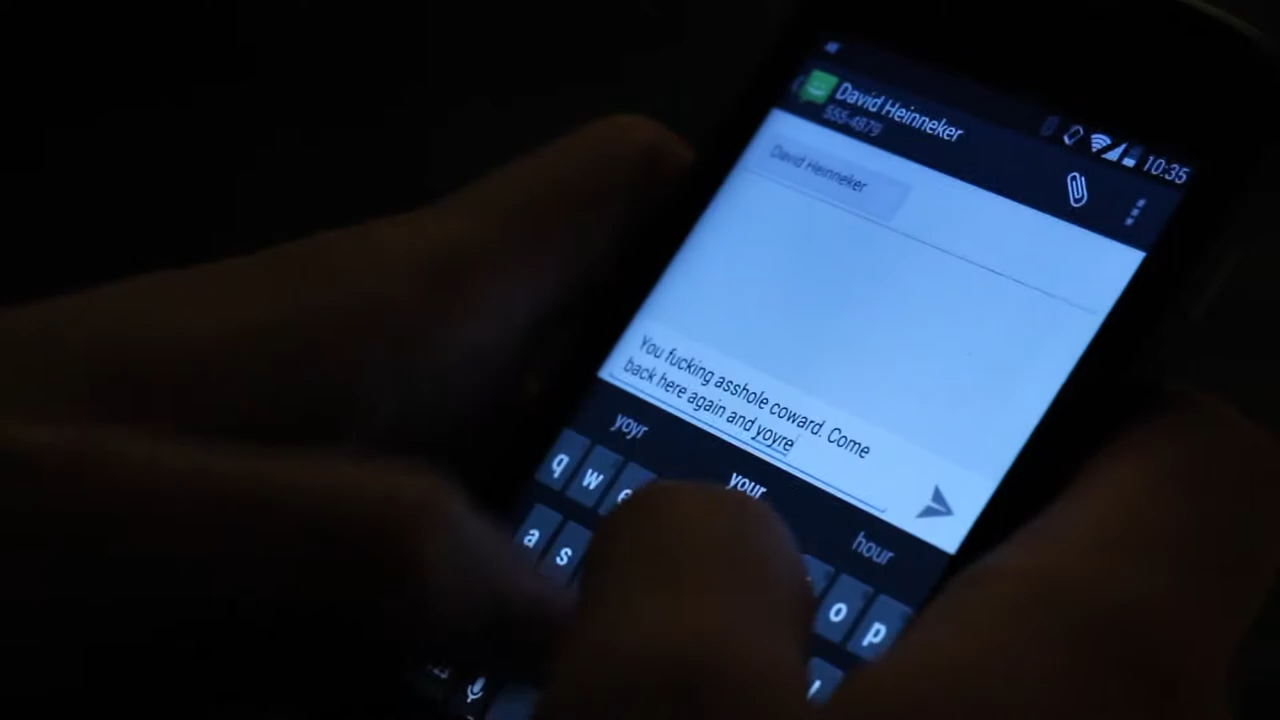 David Heinneker
555-4879
10:35
David Heinneker
You fucking asshole coward. Come
back here again and yoyre
yoyr your hour
q w e
o p
a s